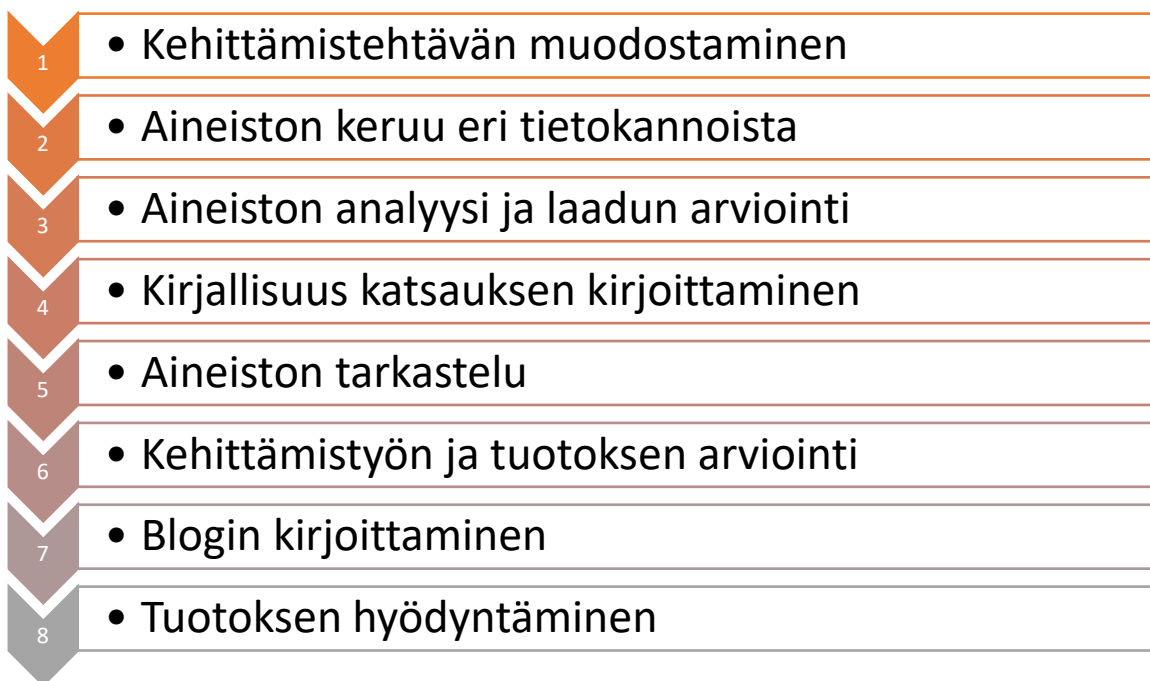 1 • Kehittämistehtävän muodostaminen
2 • Aineiston keruu eri tietokannoista
3 • Aineiston analyysi ja laadun arviointi
4 • Kirjallisuus katsauksen kirjoittaminen
5 • Aineiston tarkastelu
6 • Kehittämistyön ja tuotoksen arviointi
7 • Blogin kirjoittaminen
8 • Tuotoksen hyödyntäminen